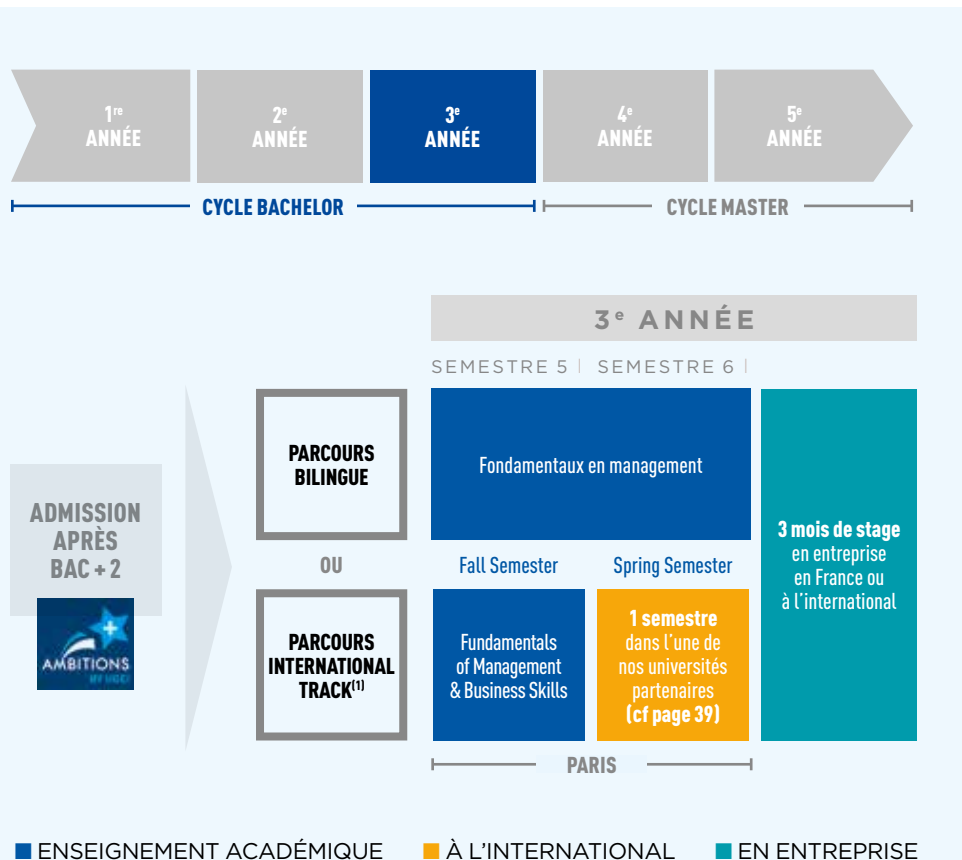 1re
ANNÉE
2e
ANNÉE
3e
ANNÉE
4e
ANNÉE
5e
ANNÉE
CYCLE BACHELOR
CYCLE MASTER
3e ANNÉE
SEMESTRE 5 | SEMESTRE 6 |
ADMISSION
APRÈS
BAC + 2
AMBITIONS
PARCOURS
BILINGUE
OU
PARCOURS
INTERNATIONAL
TRACK(1)
Fondamentaux en management
Fall Semester
Spring Semester
Fundamentals
of Management
& Business Skills
1 semestre
dans l'une de
nos universités
partenaires
(cf page 39)
3 mois de stage
en entreprise
en France ou
à l'international
PARIS
ENSEIGNEMENT ACADÉMIQUE
À L'INTERNATIONAL
EN ENTREPRISE